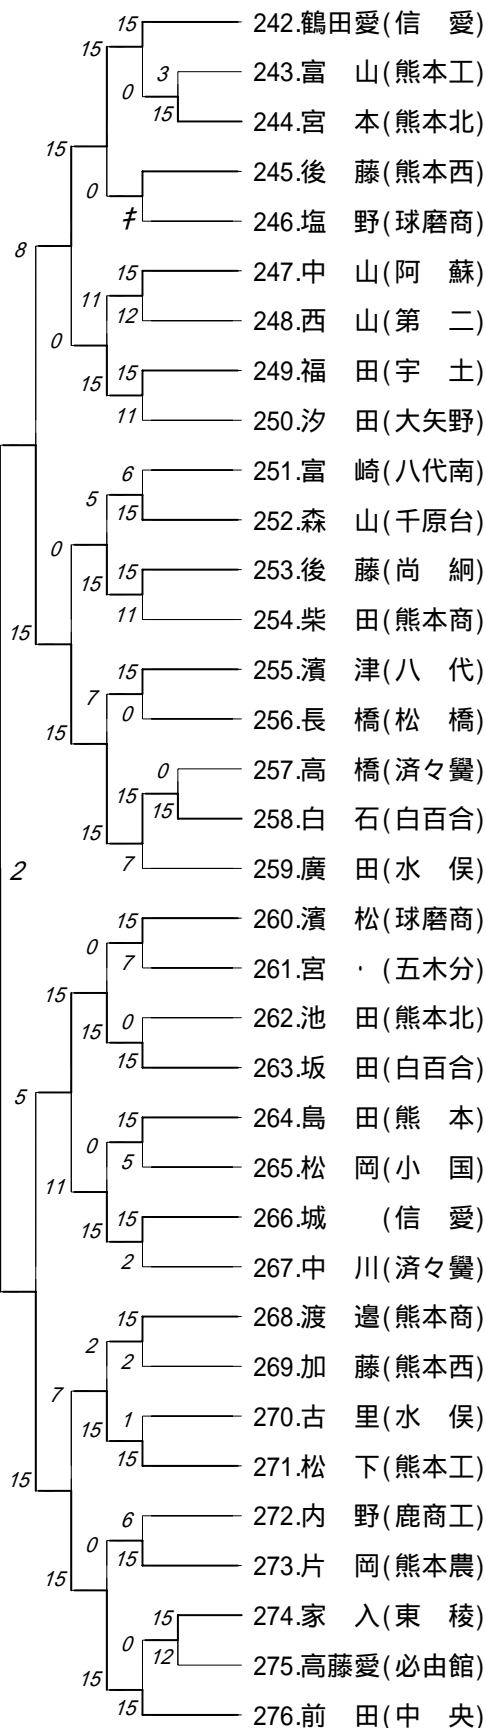 15
242.鶴田愛(信　愛)
15
3
243.富　山(熊本工)
0
15
244.宮　本(熊本北)
15
245.後　藤(熊本西)
0
キ
246.塩　野(球磨商)
8
15
247.中　山(阿　蘇)
11
12
248.西　山(第　二)
0
15
15
249.福　田(宇　土)
11
250.汐　田(大矢野)
6
251.富　崎(八代南)
5
15
252.森　山(千原台)
0
15
15
253.後　藤(尚　絅)
11
254.柴　田(熊本商)
15
15
255.濱　津(八　代)
7
0
256.長　橋(松　橋)
15
0
257.高　橋(済々黌)
15
15
258.白　石(白百合)
15
7
259.廣　田(水　俣)
2
15
260.濱　松(球磨商)
0
7
261.宮　・(五木分)
15
0
262.池　田(熊本北)
15
15
263.坂　田(白百合)
5
15
264.島　田(熊　本)
0
5
265.松　岡(小　国)
11
15
266.城　　(信　愛)
15
2
267.中　川(済々黌)
15
268.渡　邉(熊本商)
2
2
269.加　藤(熊本西)
7
1
270.古　里(水　俣)
15
15
271.松　下(熊本工)
15
6
272.内　野(鹿商工)
0
15
273.片　岡(熊本農)
15
15
274.家　入(東　稜)
0
12
275.高藤愛(必由館)
15
15
276.前　田(中　央)